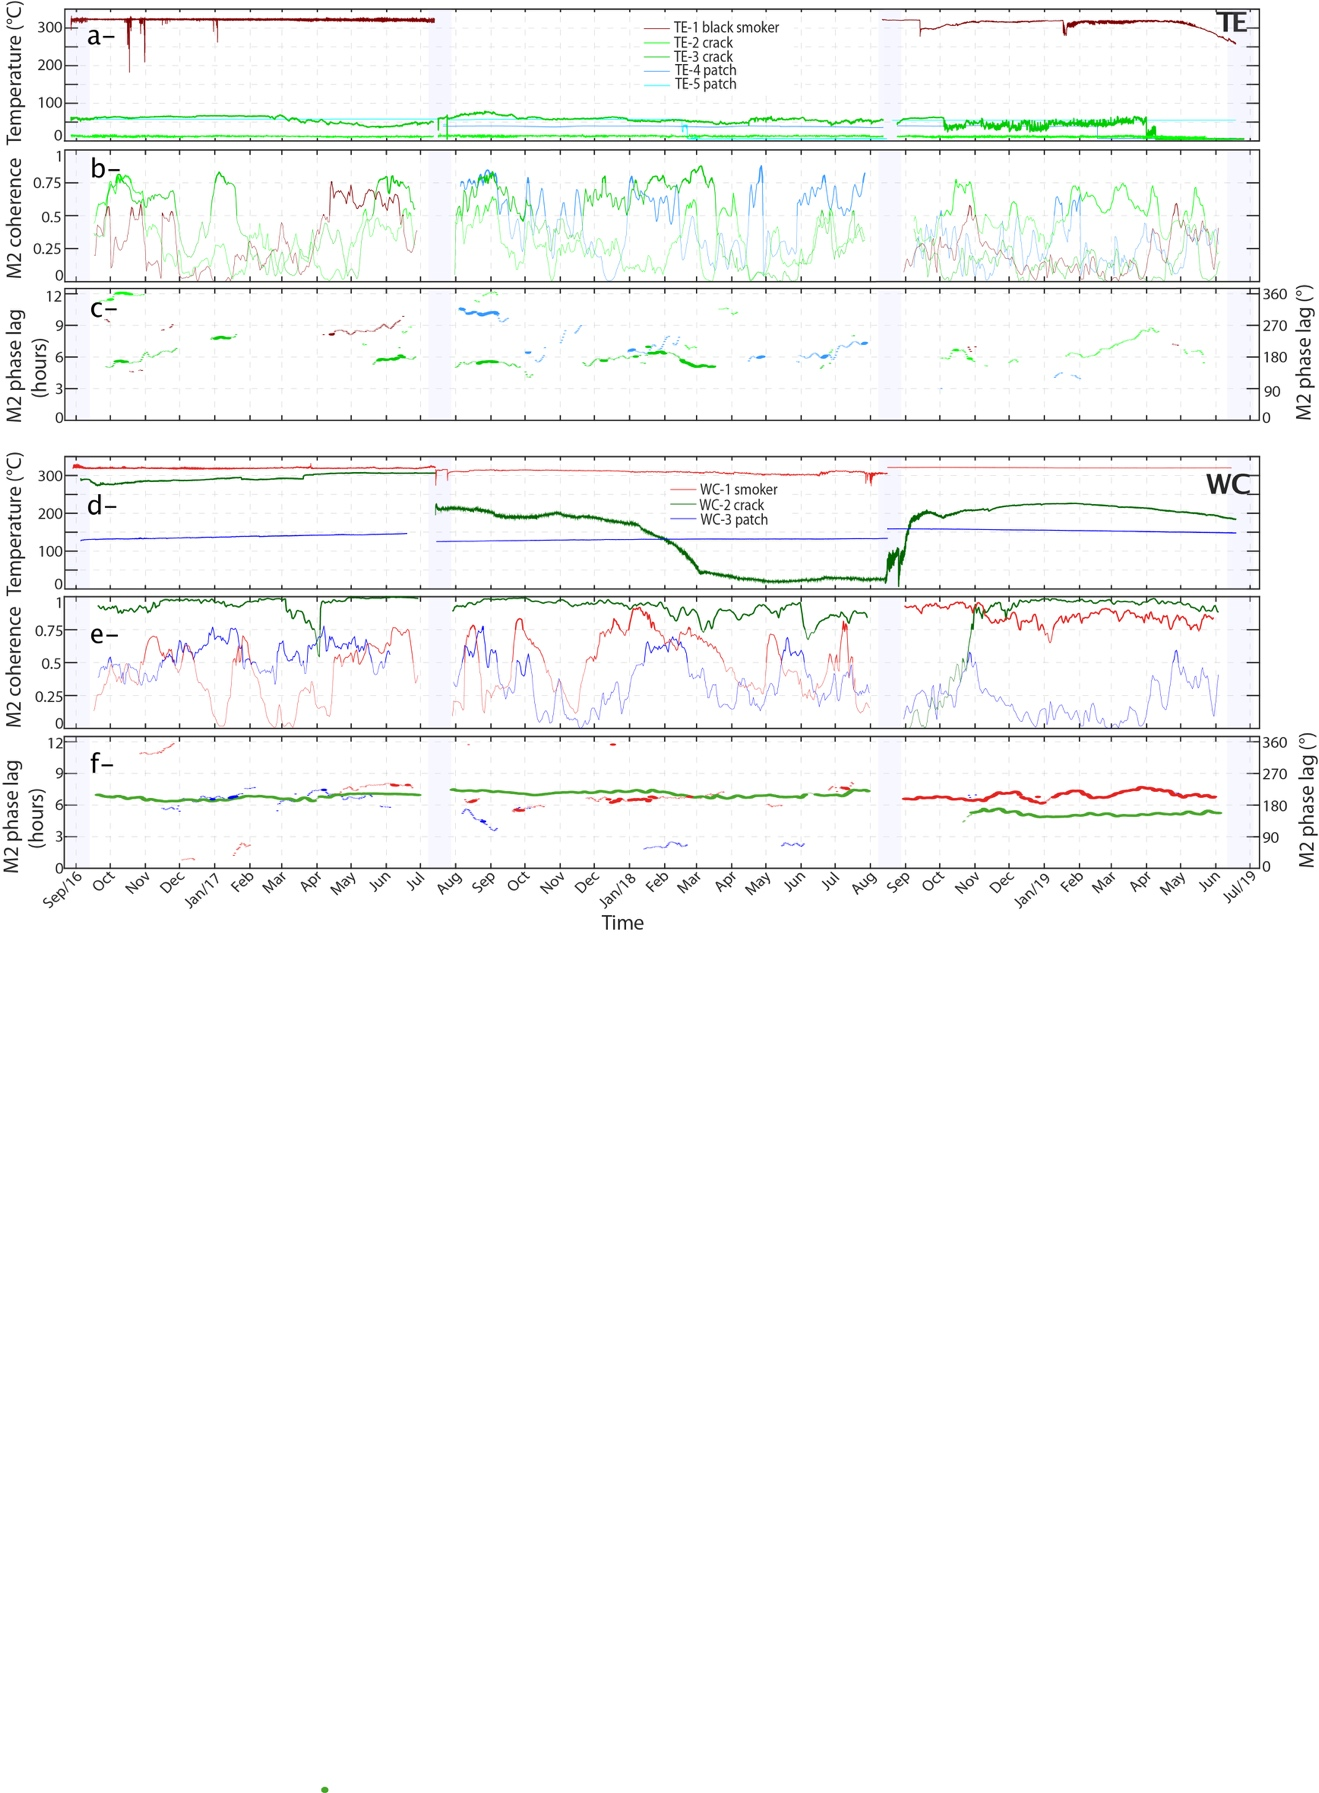 Temperature (°C)
300
200
100
0
a–
TE
TE-1 black smoker
TE-2 crack
TE-3 crack
TE-4 patch
TE-5 patch
M2 coherence
1
0.75
0.5
0.25
0
b–
M2 phase lag
(hours)
12
9
6
3
0
c–
360
270
180
90
0
M2 phase lag (°)
Temperature (°C)
300
200
100
0
d–
WC
WC-1 smoker
WC-2 crack
WC-3 patch
M2 coherence
1
0.75
0.5
0.25
0
e–
M2 phase lag
(hours)
12
9
6
3
0
f–
360
270
180
90
0
M2 phase lag (°)
Sep/16 Oct Nov Dec Jan/17 Feb Mar Apr May Jun Jul Aug Sep Oct Nov Dec Jan/18 Feb Mar Apr May Jun Jul Aug Sep Oct Nov Dec Jan/19 Feb Mar Apr May Jun Jul/19
Time